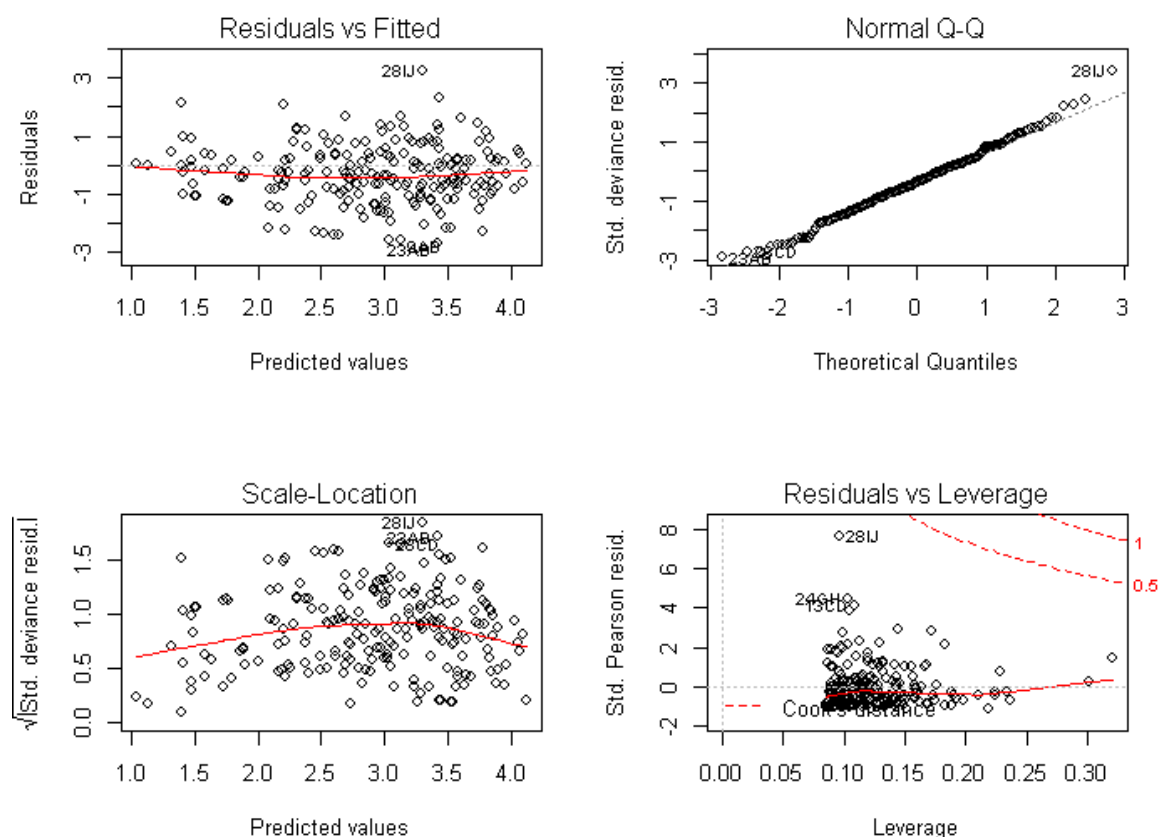 Residuals vs Fitted
Residuals
3
1
-1
-3
28IJ
23AB
1.0 1.5 2.0 2.5 3.0 3.5 4.0
Predicted values
Normal Q-Q
Std. deviance resid.
3
1
-1
-3
28IJ
23AB
CD
-3 -2 -1 0 1 2 3
Theoretical Quantiles
Scale-Location
√|Std. deviance resid.|
1.5
1.0
0.5
0.0
28IJ
23AB
CD
1.0 1.5 2.0 2.5 3.0 3.5 4.0
Predicted values
Residuals vs Leverage
Std. Pearson resid.
8
6
4
2
0
-2
28IJ
24GH
13CD
1
0.5
Cook's distance
0.00 0.05 0.10 0.15 0.20 0.25 0.30
Leverage